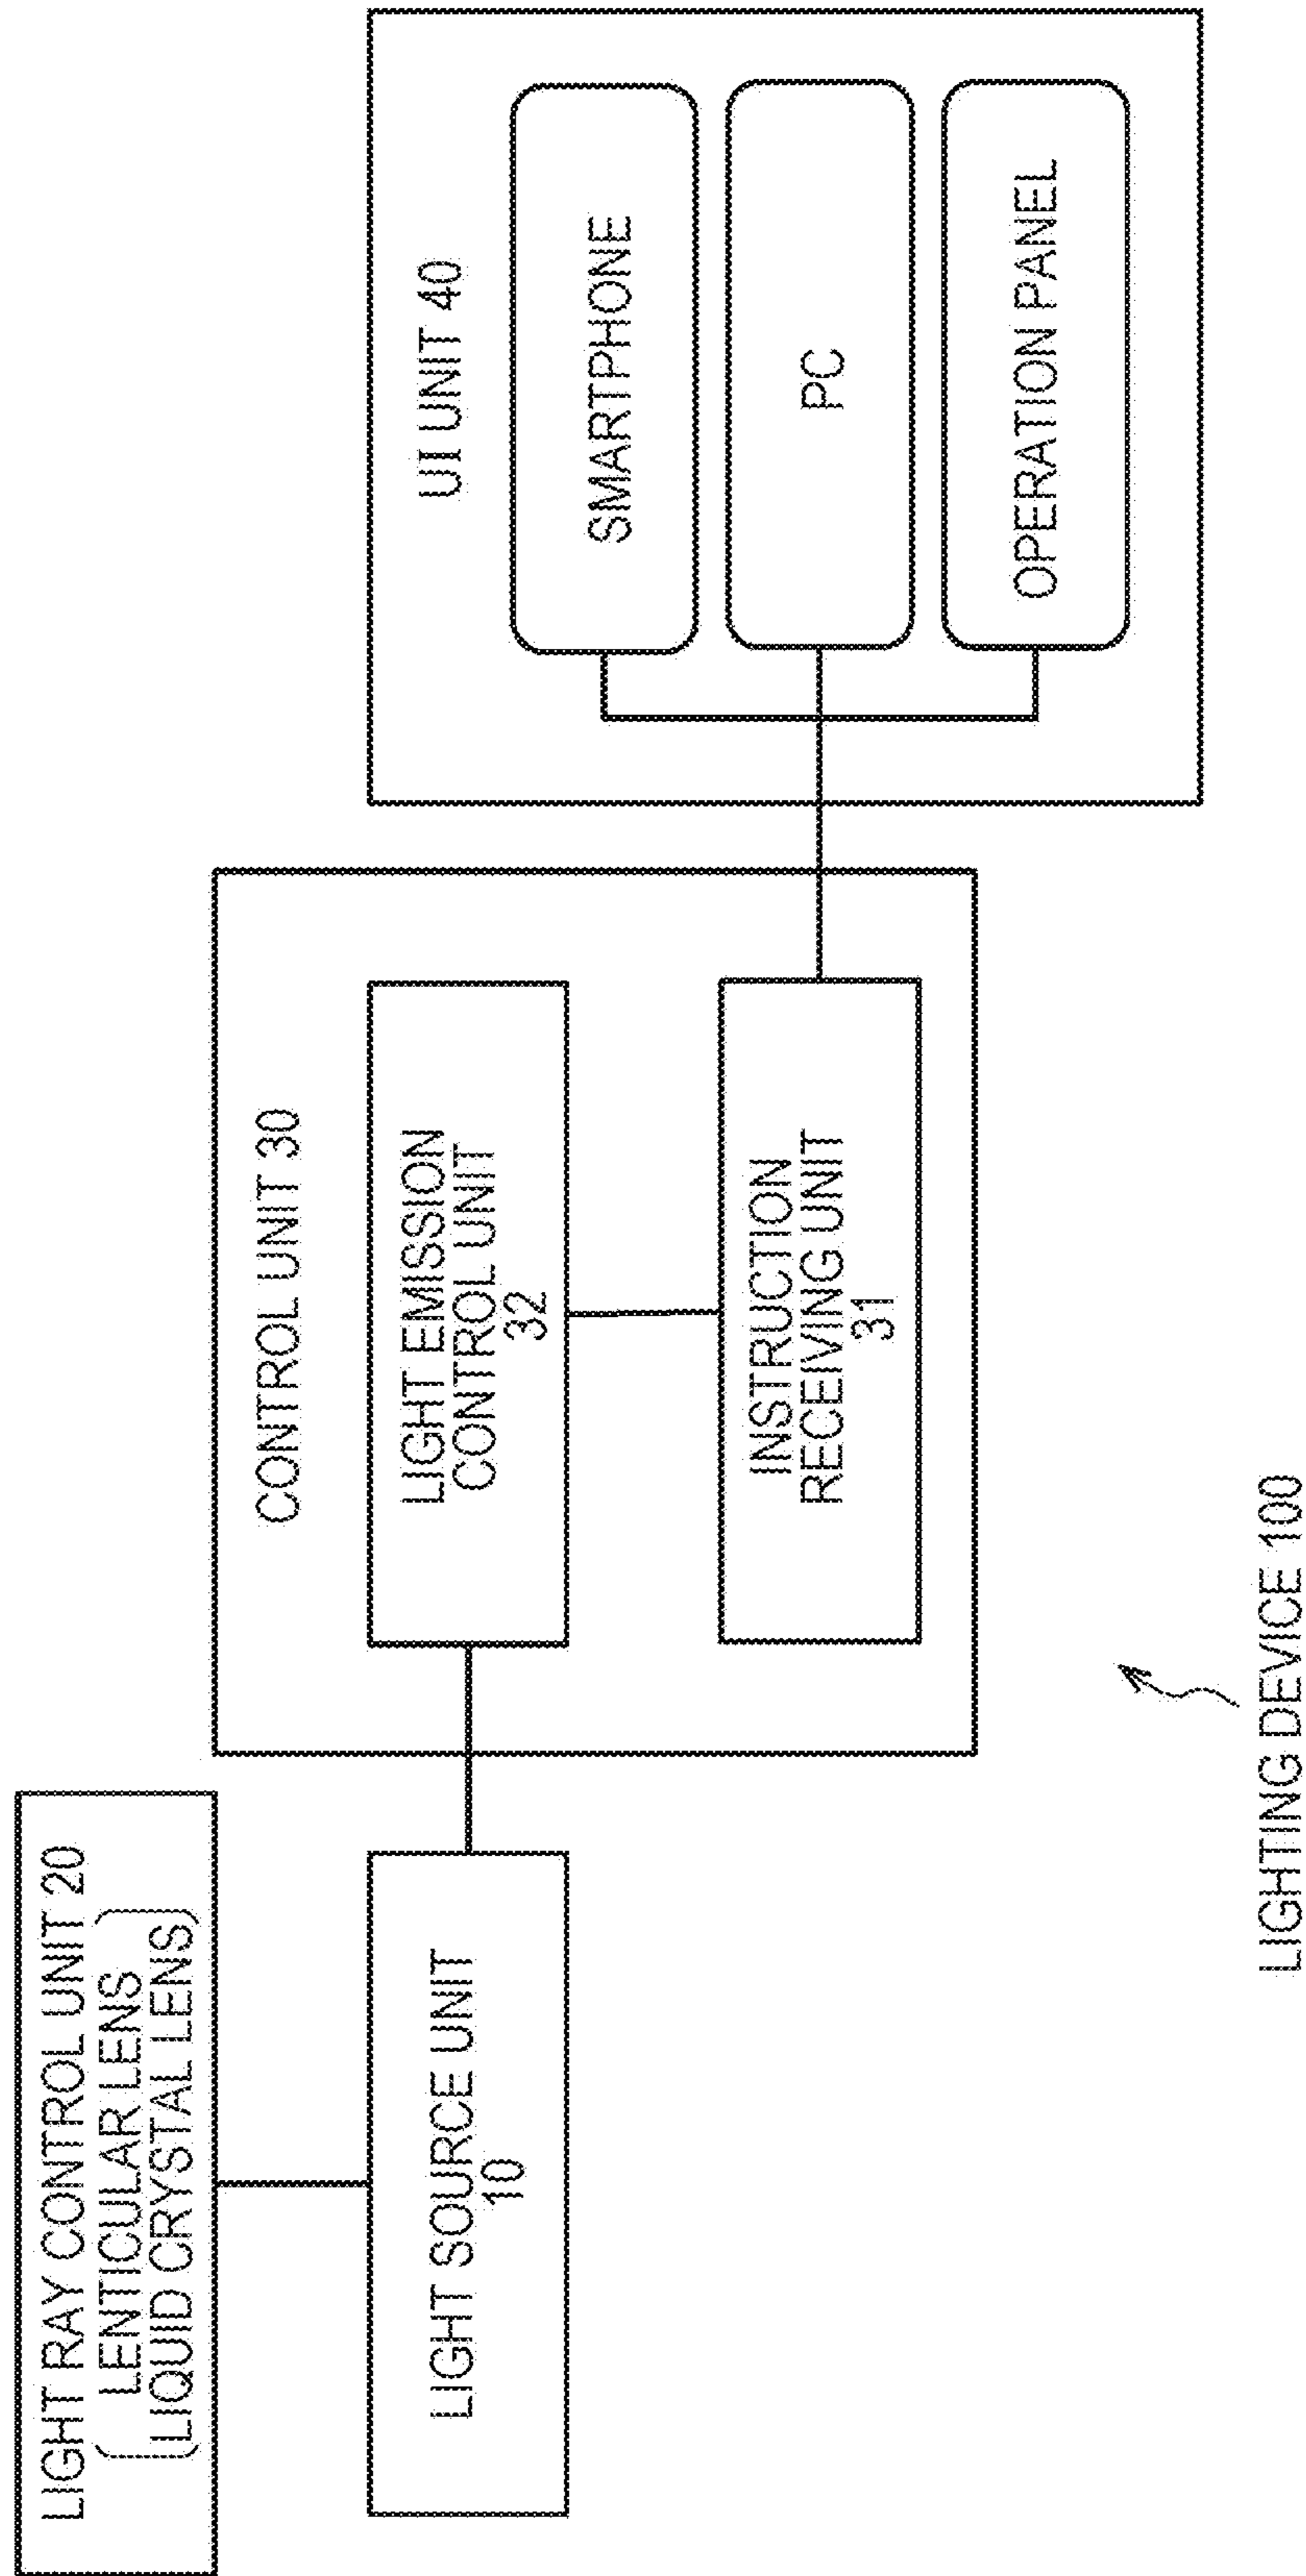 LIGHT RAY CONTROL UNIT 20
LENTICULAR LENS
LIQUID CRYSTAL LENS
LIGHT SOURCE UNIT
10
CONTROL UNIT 30
LIGHT EMISSION
CONTROL UNIT
32
INSTRUCTION
RECEIVING UNIT
31
UI UNIT 40
SMARTPHONE
PC
OPERATION PANEL
LIGHTING DEVICE 100